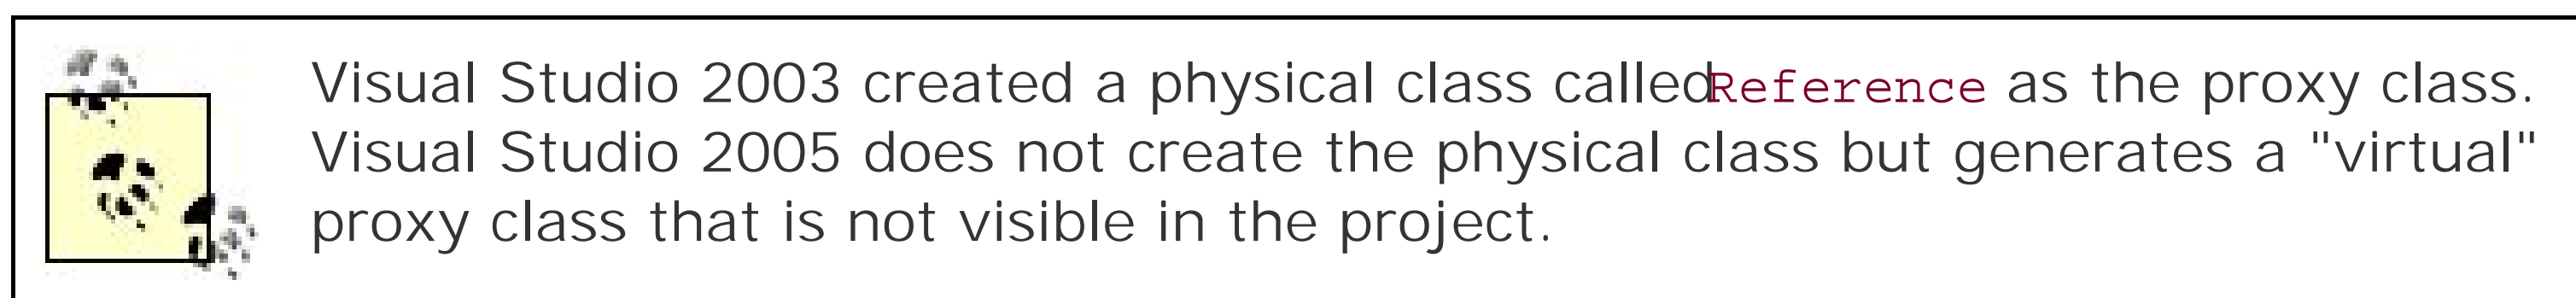 Visual Studio 2003 created a physical class called Reference as the proxy class.
Visual Studio 2005 does not create the physical class but generates a "virtual"
proxy class that is not visible in the project.